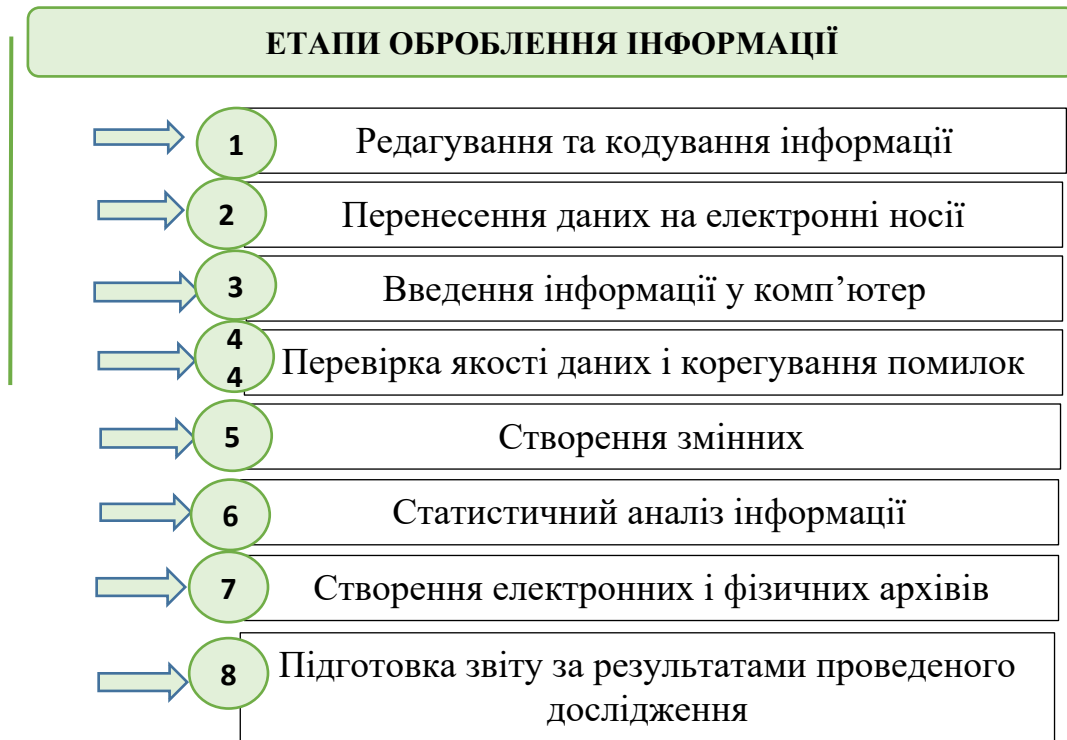 ЕТАПИ ОБРОБЛЕННЯ ІНФОРМАЦІЇ
1 Редагування та кодування інформації
2 Перенесення даних на електронні носії
3 Введення інформації у комп’ютер
4
4 Перевірка якості даних і корегування помилок
5 Створення змінних
6 Статистичний аналіз інформації
7 Створення електронних і фізичних архівів
8 Підготовка звіту за результатами проведеного
дослідження